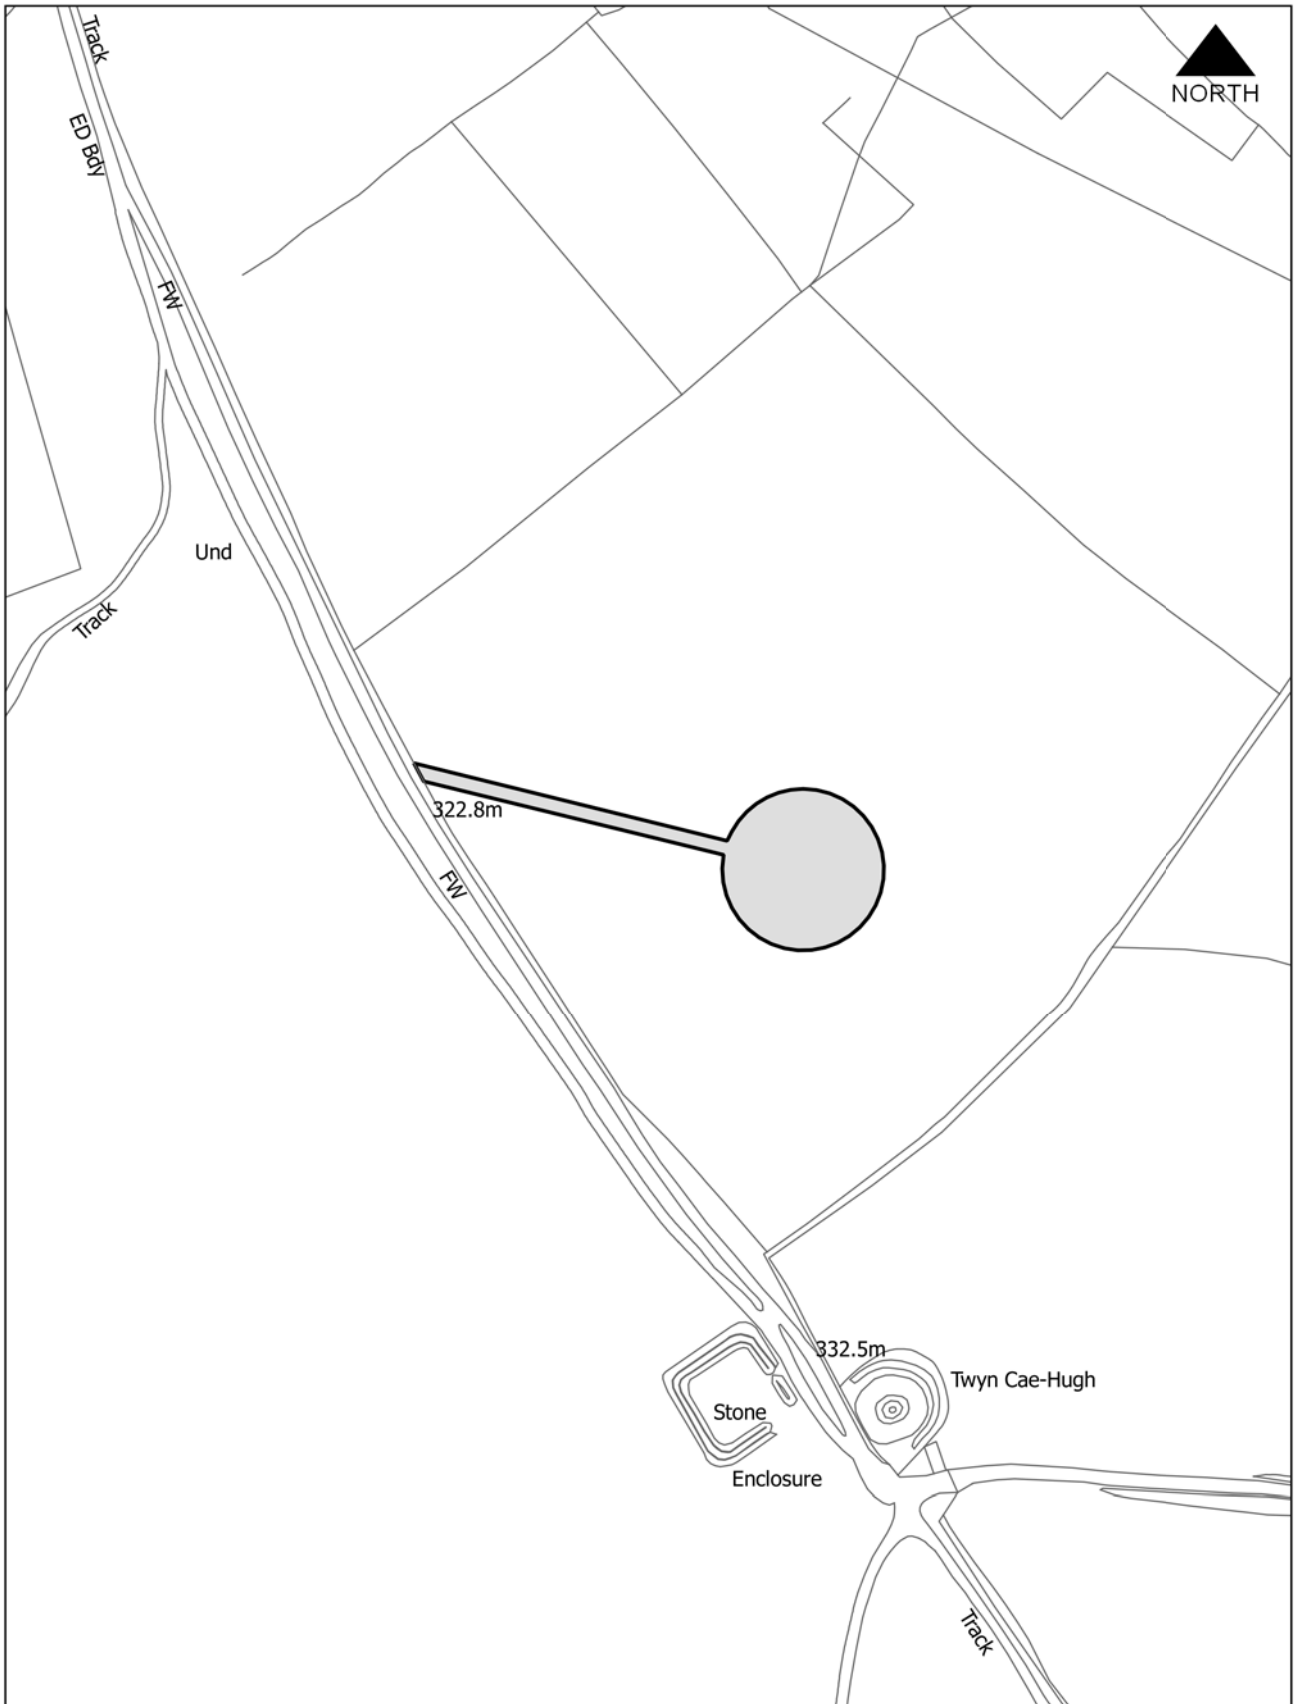 Track
NORTH
ED Bdy
FW
Und
Track
322.8m
FW
332.5m
Twyn Cae-Hugh
Stone
Enclosure
Track